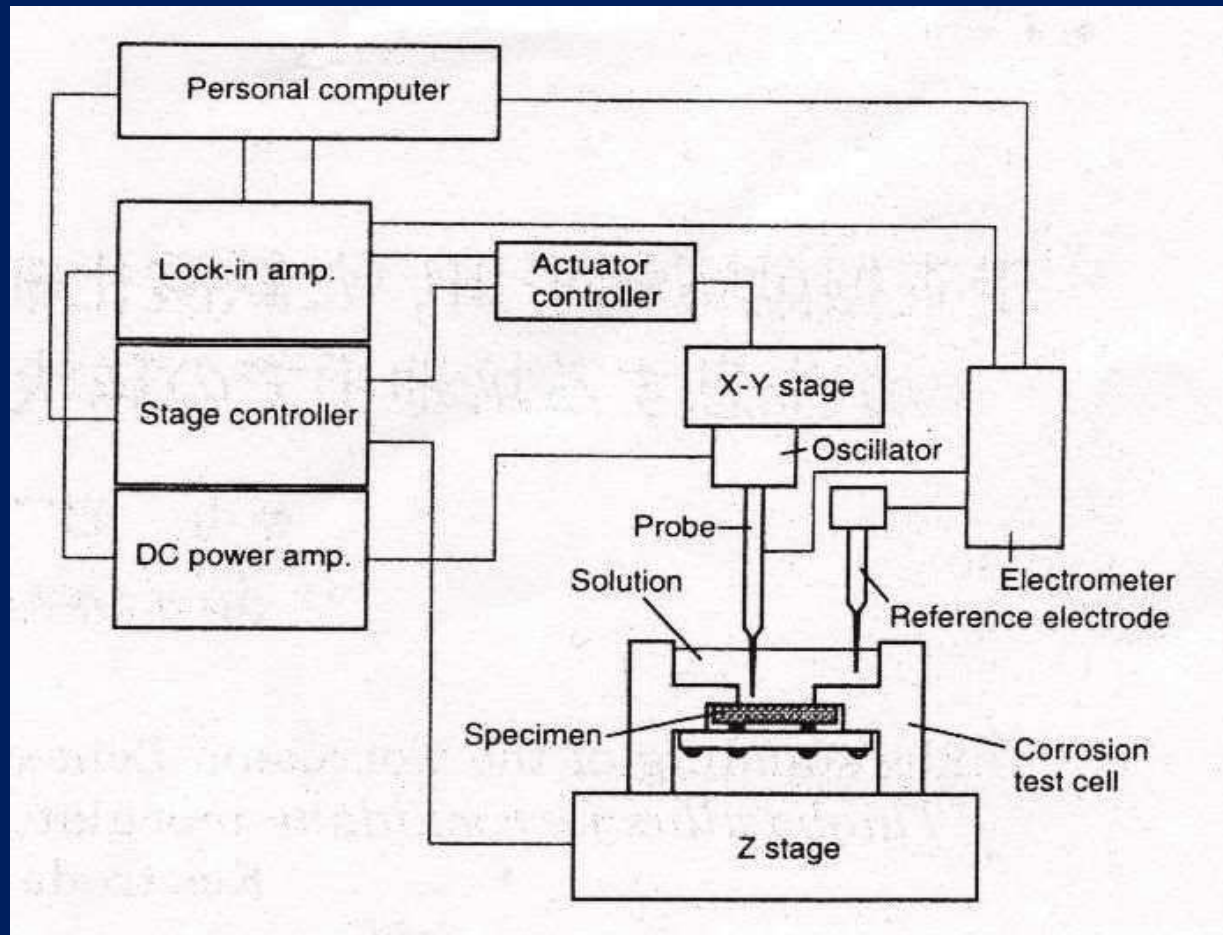 Personal computer
Lock-in amp.
Actuator
controller
X-Y stage
Stage controller
Oscillator
Probe
DC power amp.
Electrometer
Solution
Reference electrode
Specimen
Corrosion
test cell
Z stage